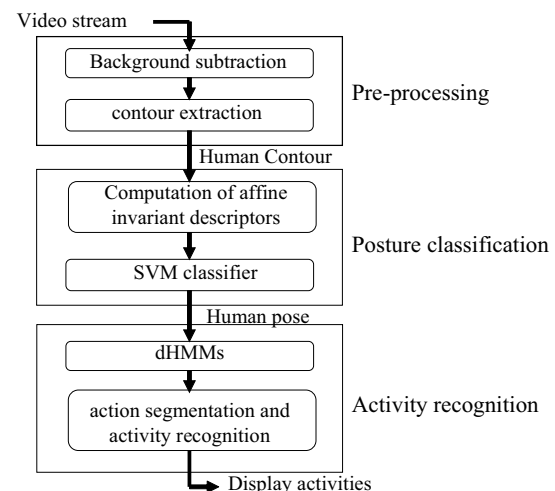 Video stream
Background subtraction
contour extraction
Pre-processing
Human Contour
Computation of affine
invariant descriptors
SVM classifier
Posture classification
Human pose
dHMMs
action segmentation and
activity recognition
Activity recognition
Display activities